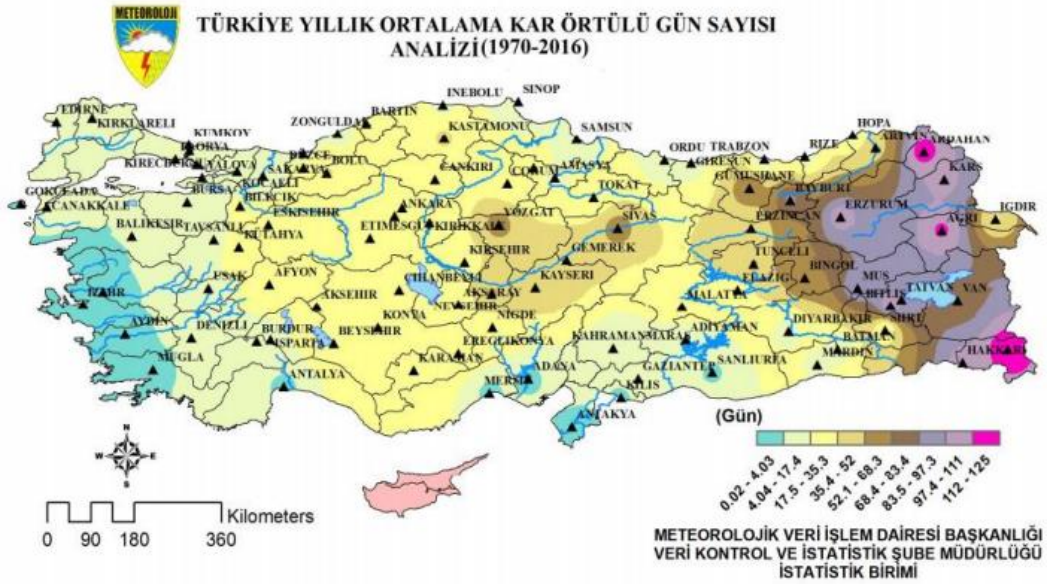 METEOROLOJİ
TÜRKİYE YILLIK ORTALAMA KAR ÖRTÜLÜ GÜN SAYISI
ANALİZİ(1970-2016)
INEBOLU
SINOP
BARTIN
EDIRNE
KIRKLARELI
ZONGULDAK
KASTAMONU
SAMSUN
HOPA
ARTVIN
ARDAHAN
KUMKOY
ORDU
TRABZON
RIZE
GIRESUN
YALOVA
SAKARYA
BOLU
CANKIRI
CORUM
AMASYA
GUMUSHANE
KARS
KOCAELI
TOKAT
BAYBURT
GOKCEADA
CANAKKALE
BURSA
BILECIK
ESKISEHIR
ANKARA
ETIMESGUT
KIRIKKALE
YOZGAT
SIVAS
ERZINCAN
ERZURUM
AGRI
IGDIR
BALIKESIR
TAVSANLI
KUTAHYA
KIRSEHIR
GEMEREK
TUNCELI
USAK
AFYON
CIHANBEYLI
KAYSERI
ELAZIG
BINGOL
MUS
TATVAN
VAN
IZMIR
AKSEHIR
AKSARAY
NEVSEHIR
MALATYA
BITLIS
AYDIN
DENIZLI
BURDUR
ISPARTA
KONYA
BEYSEHIR
NIGDE
DIYARBAKIR
SIIRT
EREGLIKONYA
KAHRAMANMARAS
ADIYAMAN
BATMAN
HAKKARI
MUGLA
KARAMAN
MARDIN
ANTALYA
MERSIN
ADANA
GAZIANTEP
SANLIURFA
KILIS
ANTAKYA
(Gün)
0.02 - 4.03
4.04 - 17.4
17.5 - 35.3
35.4 - 52
52.1 - 68.3
68.4 - 83.4
83.5 - 97.3
97.4 - 111
112 - 125
N
W
E
S
Kilometers
0 90 180 360
METEOROLOJİK VERİ İŞLEM DAİRESİ BAŞKANLIĞI
VERİ KONTROL VE İSTATİSTİK ŞUBE MÜDÜRLÜĞÜ
İSTATİSTİK BİRİMİ